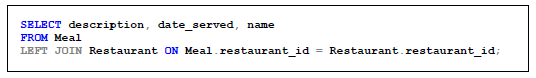 SELECT description, date_served, name
FROM Meal
LEFT JOIN Restaurant ON Meal.restaurant_id = Restaurant.restaurant_id;